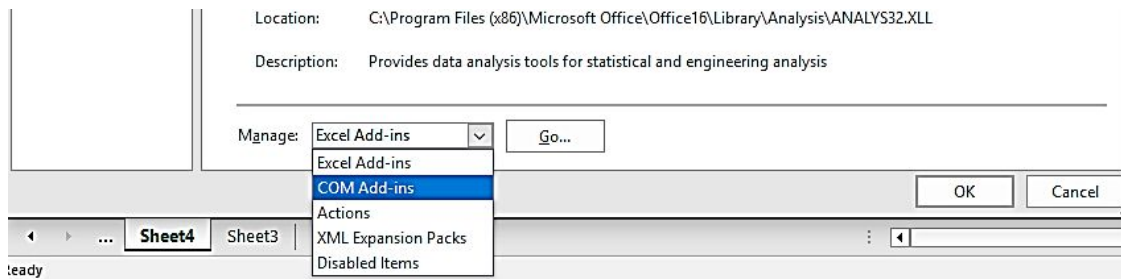 Location: C:\Program Files (x86)\Microsoft Office\Office16\Library\Analysis\ANALYS32.XLL
Description: Provides data analysis tools for statistical and engineering analysis
Manage: Excel Add-ins Go...
Excel Add-ins
COM Add-ins
OK Cancel
Actions
... Sheet4 Sheet3
XML Expansion Packs
Disabled Items
eady